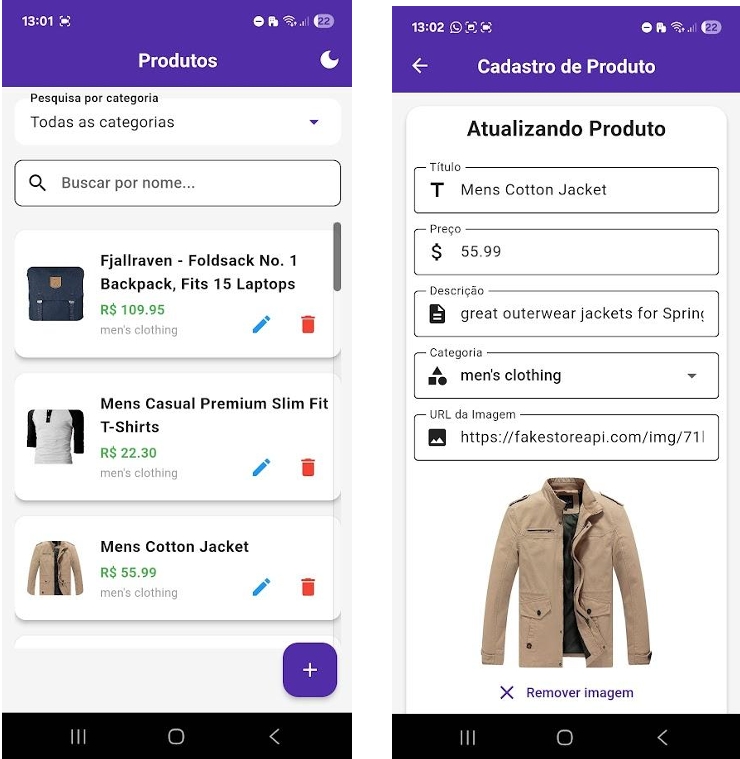 13:01
22
Produtos
Pesquisa por categoria
Todas as categorias
Buscar por nome...
Fjallraven - Foldsack No. 1
Backpack, Fits 15 Laptops
R$ 109.95
men's clothing
Mens Casual Premium Slim Fit
T-Shirts
R$ 22.30
men's clothing
Mens Cotton Jacket
R$ 55.99
men's clothing
13:02
22
Cadastro de Produto
Atualizando Produto
Título
Mens Cotton Jacket
Preço
55.99
Descrição
great outerwear jackets for Spring
Categoria
men's clothing
URL da Imagem
https://fakestoreapi.com/img/71
Remover imagem